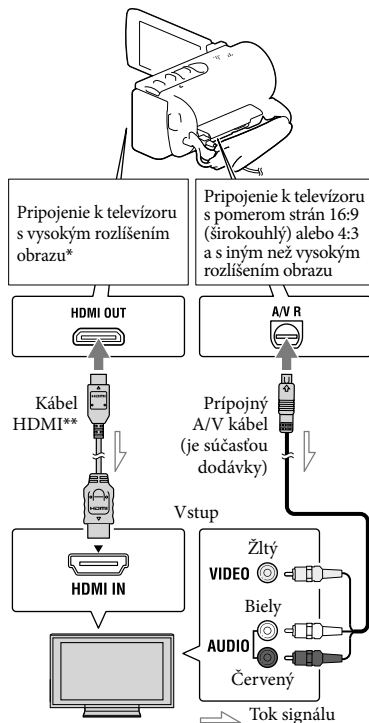 Pripojenie k televízoru
s vysokým rozlíšením
obrazu*
Pripojenie k televízoru
s pomerom strán 16:9
(širokouhlý) alebo 4:3
a s iným než vysokým
rozlíšením obrazu
HDMI OUT
A/V R
Kábel
HDMI**
Prípojný
A/V kábel
(je súčasťou
dodávky)
HDMI
Vstup
HDMI IN
Žltý
VIDEO
Biely
AUDIO
Červený
Tok signálu